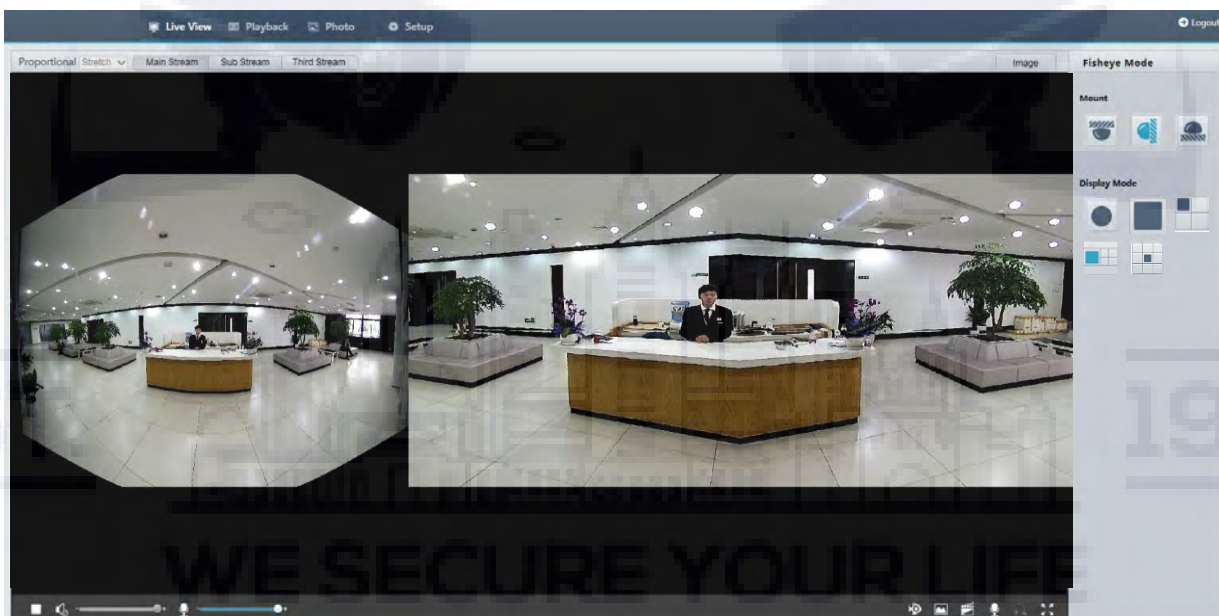 Live View Playback Photo Setup Logout
Proportional Stretch Main Stream Sub Stream Third Stream Image Fisheye Mode
Mount
Display Mode
19
WE SECURE YOUR LIFE